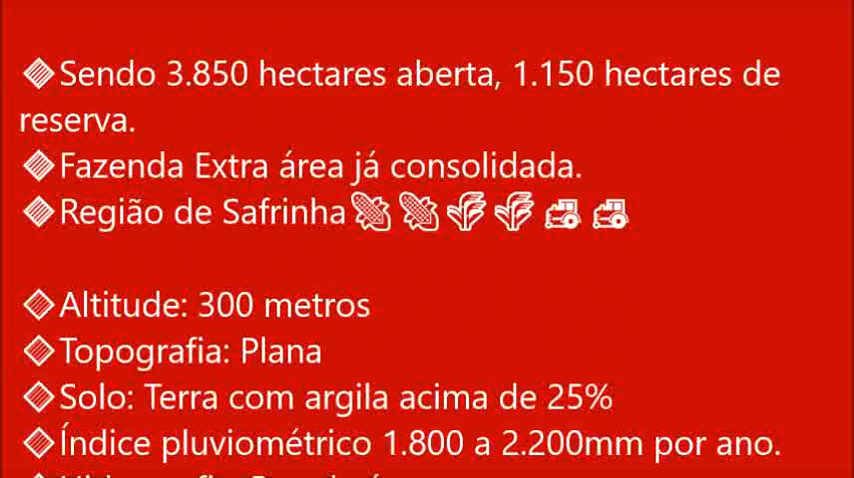 🔶Sendo 3.850 hectares aberta, 1.150 hectares de
reserva.
🔶Fazenda Extra área já consolidada.
🔶Região de Safrinha🌽🌽🌾🌾🚜🚜
🔶Altitude: 300 metros
🔶Topografia: Plana
🔶Solo: Terra com argila acima de 25%
🔶Índice pluviométrico 1.800 a 2.200mm por ano.